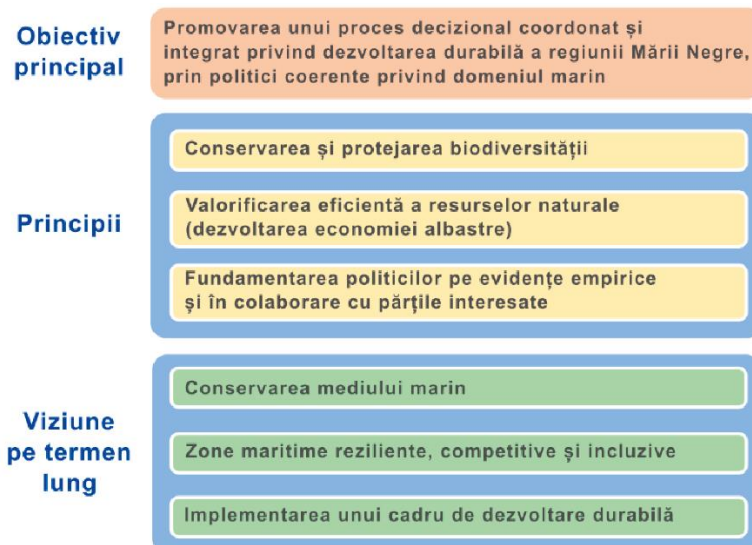 Obiectiv
principal
Promovarea unui proces decizional coordonat și
integrat privind dezvoltarea durabilă a regiunii Mării Negre,
prin politici coerente privind domeniul marin
Principii
Conservarea și protejarea biodiversității
Valorificarea eficientă a resurselor naturale
(dezvoltarea economiei albastre)
Fundamentarea politicilor pe evidențe empirice
și în colaborare cu părțile interesate
Viziune
pe termen
lung
Conservarea mediului marin
Zone maritime reziliente, competitive și incluzive
Implementarea unui cadru de dezvoltare durabilă